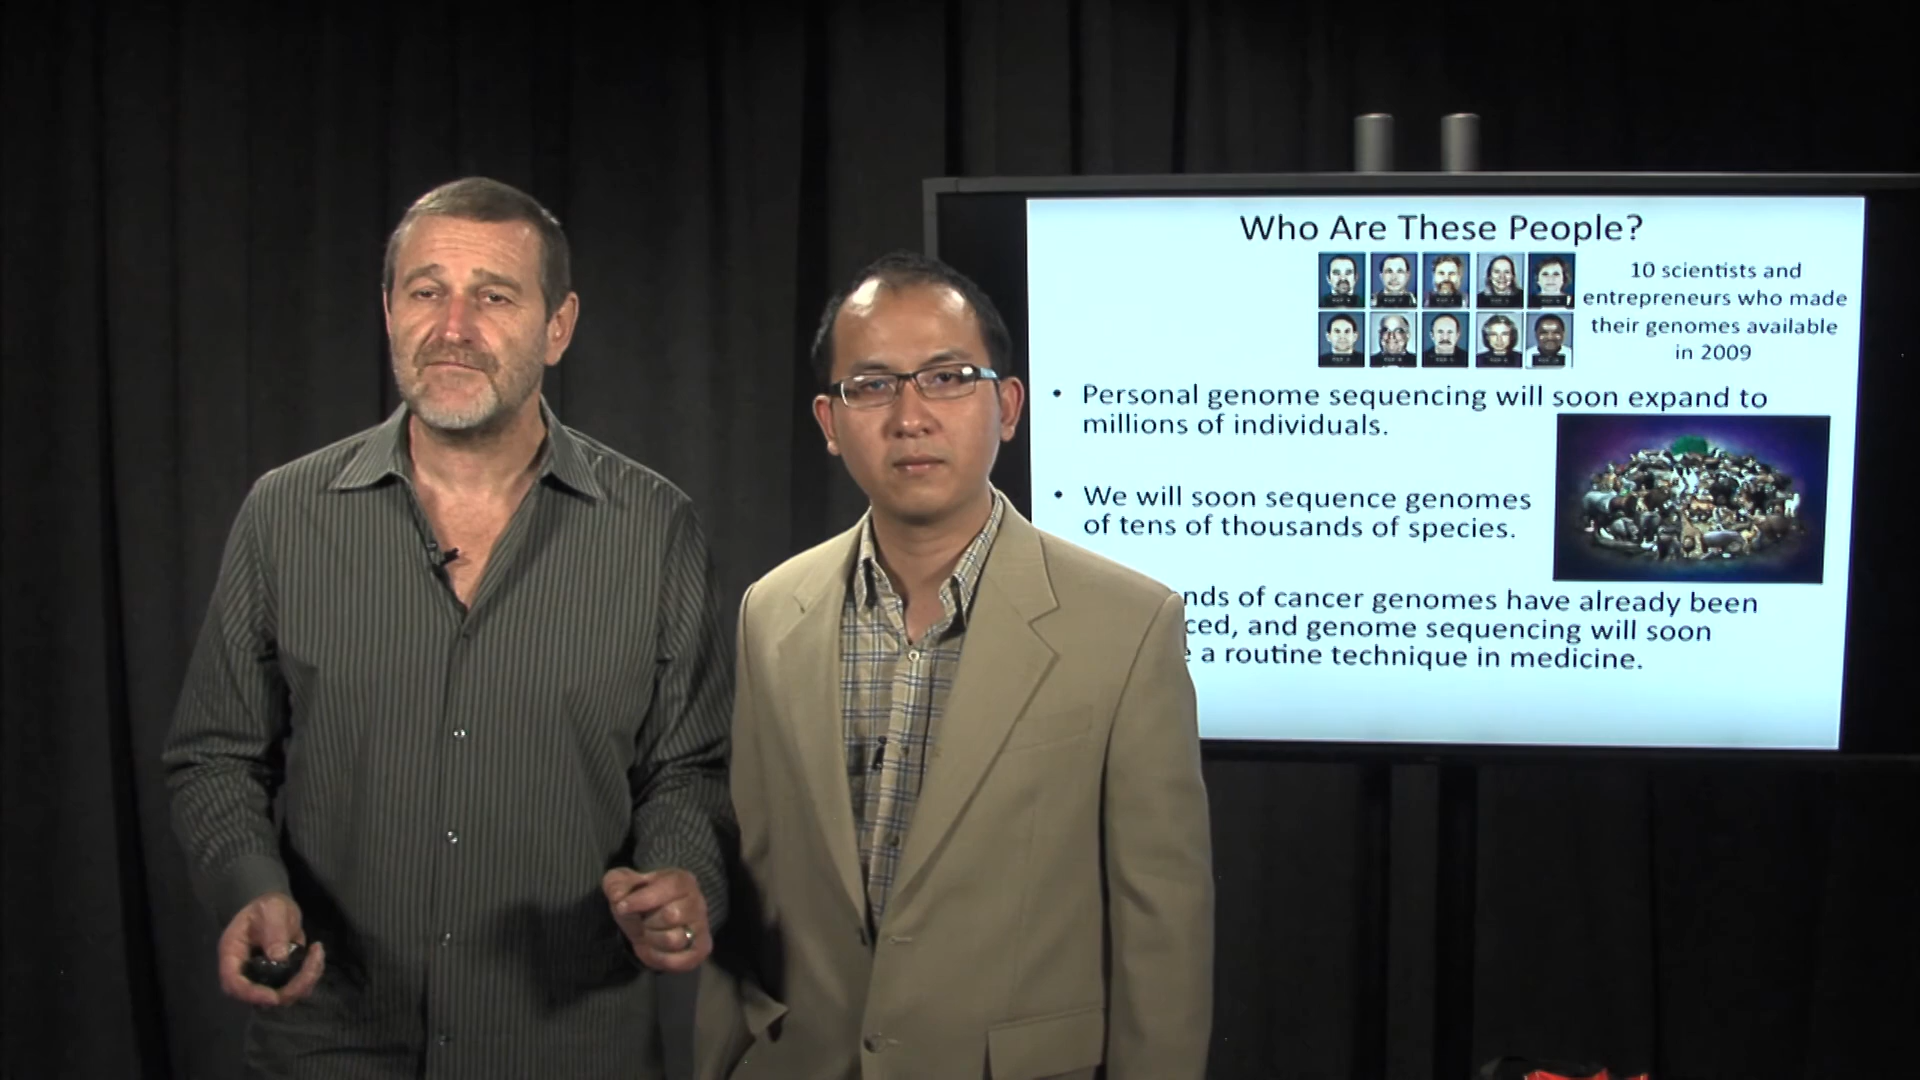 Who Are These People?
10 scientists and
entrepreneurs who made
their genomes available
in 2009
• Personal genome sequencing will soon expand to
millions of individuals.
• We will soon sequence genomes
of tens of thousands of species.
nds of cancer genomes have already been
ced, and genome sequencing will soon
a routine technique in medicine.